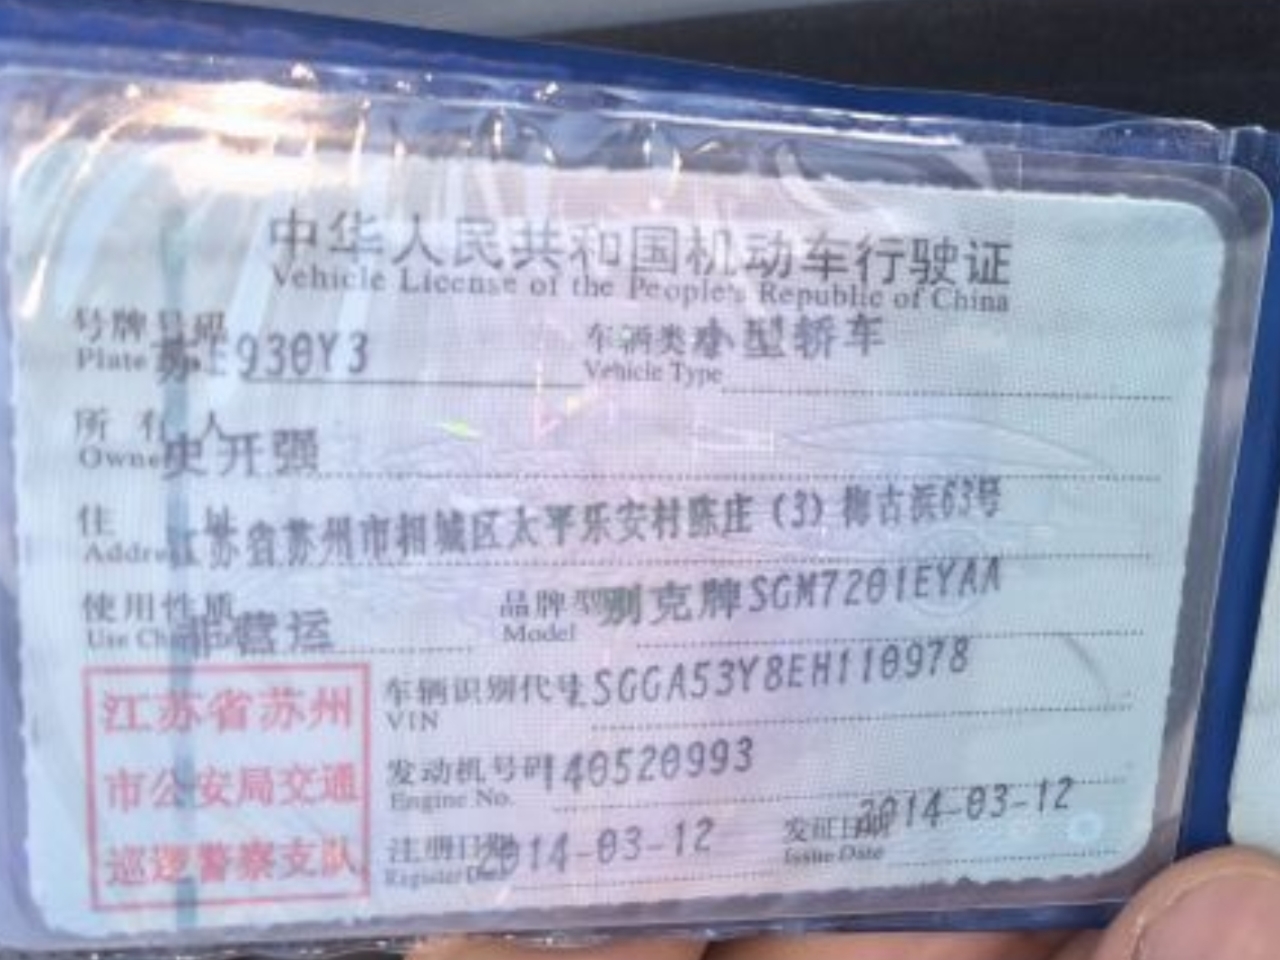 中华人民共和国机动车行驶证
Vehicle License of the People's Republic of China
号牌号码 苏E930Y3 车辆类型 小型轿车
Plate Vehicle Type
所有人 史开强
Owner
住址 江苏省苏州市相城区太平乐安村陈庄（3）梅古浜63号
Address
使用性质 非营运 品牌型号 别克牌SGM7201EYAA
Use Cha Model
车辆识别代号 LSGGA53Y8EH110978
VIN
发动机号码 140520993
Engine No.
注册日期 2014-03-12 发证日期 2014-03-12
Register Date Issue Date
江苏省苏州
市公安局交通
巡逻警察支队